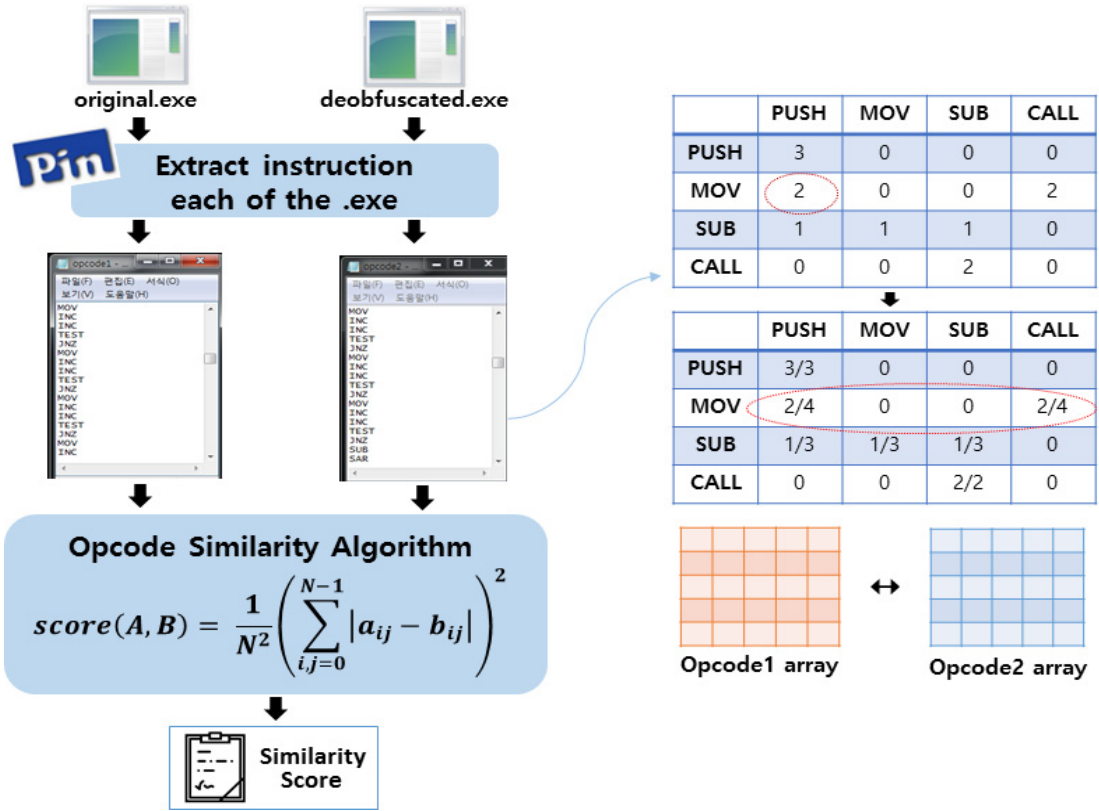 original.exe
deobfuscated.exe
Pin
Extract instruction
each of the .exe
opcode1 - ...
파일(F) 편집(E) 서식(O)
보기(V) 도움말(H)
MOV
INC
INC
TEST
JNZ
MOV
INC
INC
TEST
JNZ
MOV
INC
INC
TEST
JNZ
MOV
INC
opcode2 - ...
파일(F) 편집(E) 서식(O)
보기(V) 도움말(H)
MOV
INC
INC
TEST
JNZ
MOV
INC
INC
TEST
JNZ
MOV
INC
INC
TEST
JNZ
SUB
SAR
Opcode Similarity Algorithm
score(A, B) = 1/N² (∑_{i,j=0}^{N−1} |a_{ij} − b_{ij}|)²
Similarity
Score
PUSH MOV SUB CALL
PUSH 3 0 0 0
MOV 2 0 0 2
SUB 1 1 1 0
CALL 0 0 2 0
PUSH MOV SUB CALL
PUSH 3/3 0 0 0
MOV 2/4 0 0 2/4
SUB 1/3 1/3 1/3 0
CALL 0 0 2/2 0
Opcode1 array
Opcode2 array